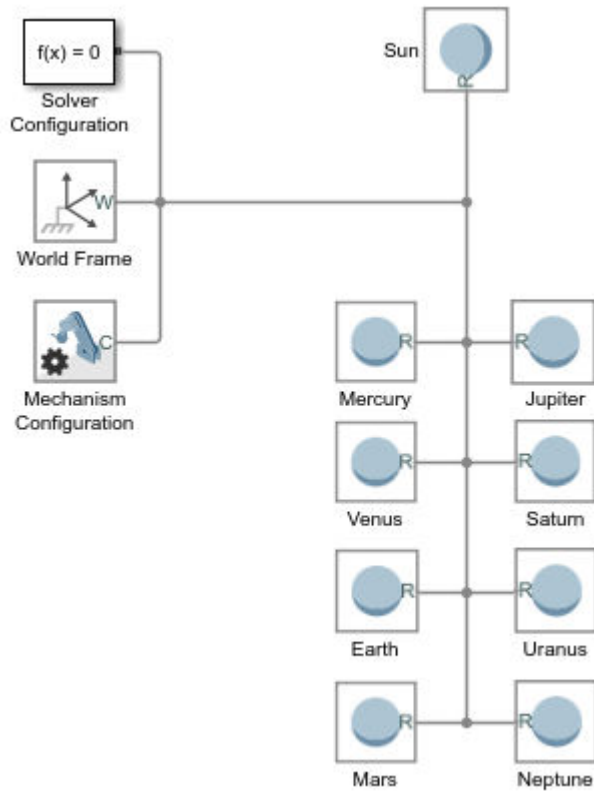 f(x) = 0
Solver
Configuration
Sun
R
W
World Frame
C
Mechanism
Configuration
R
R
Mercury
Jupiter
R
R
Venus
Saturn
R
R
Earth
Uranus
R
R
Mars
Neptune